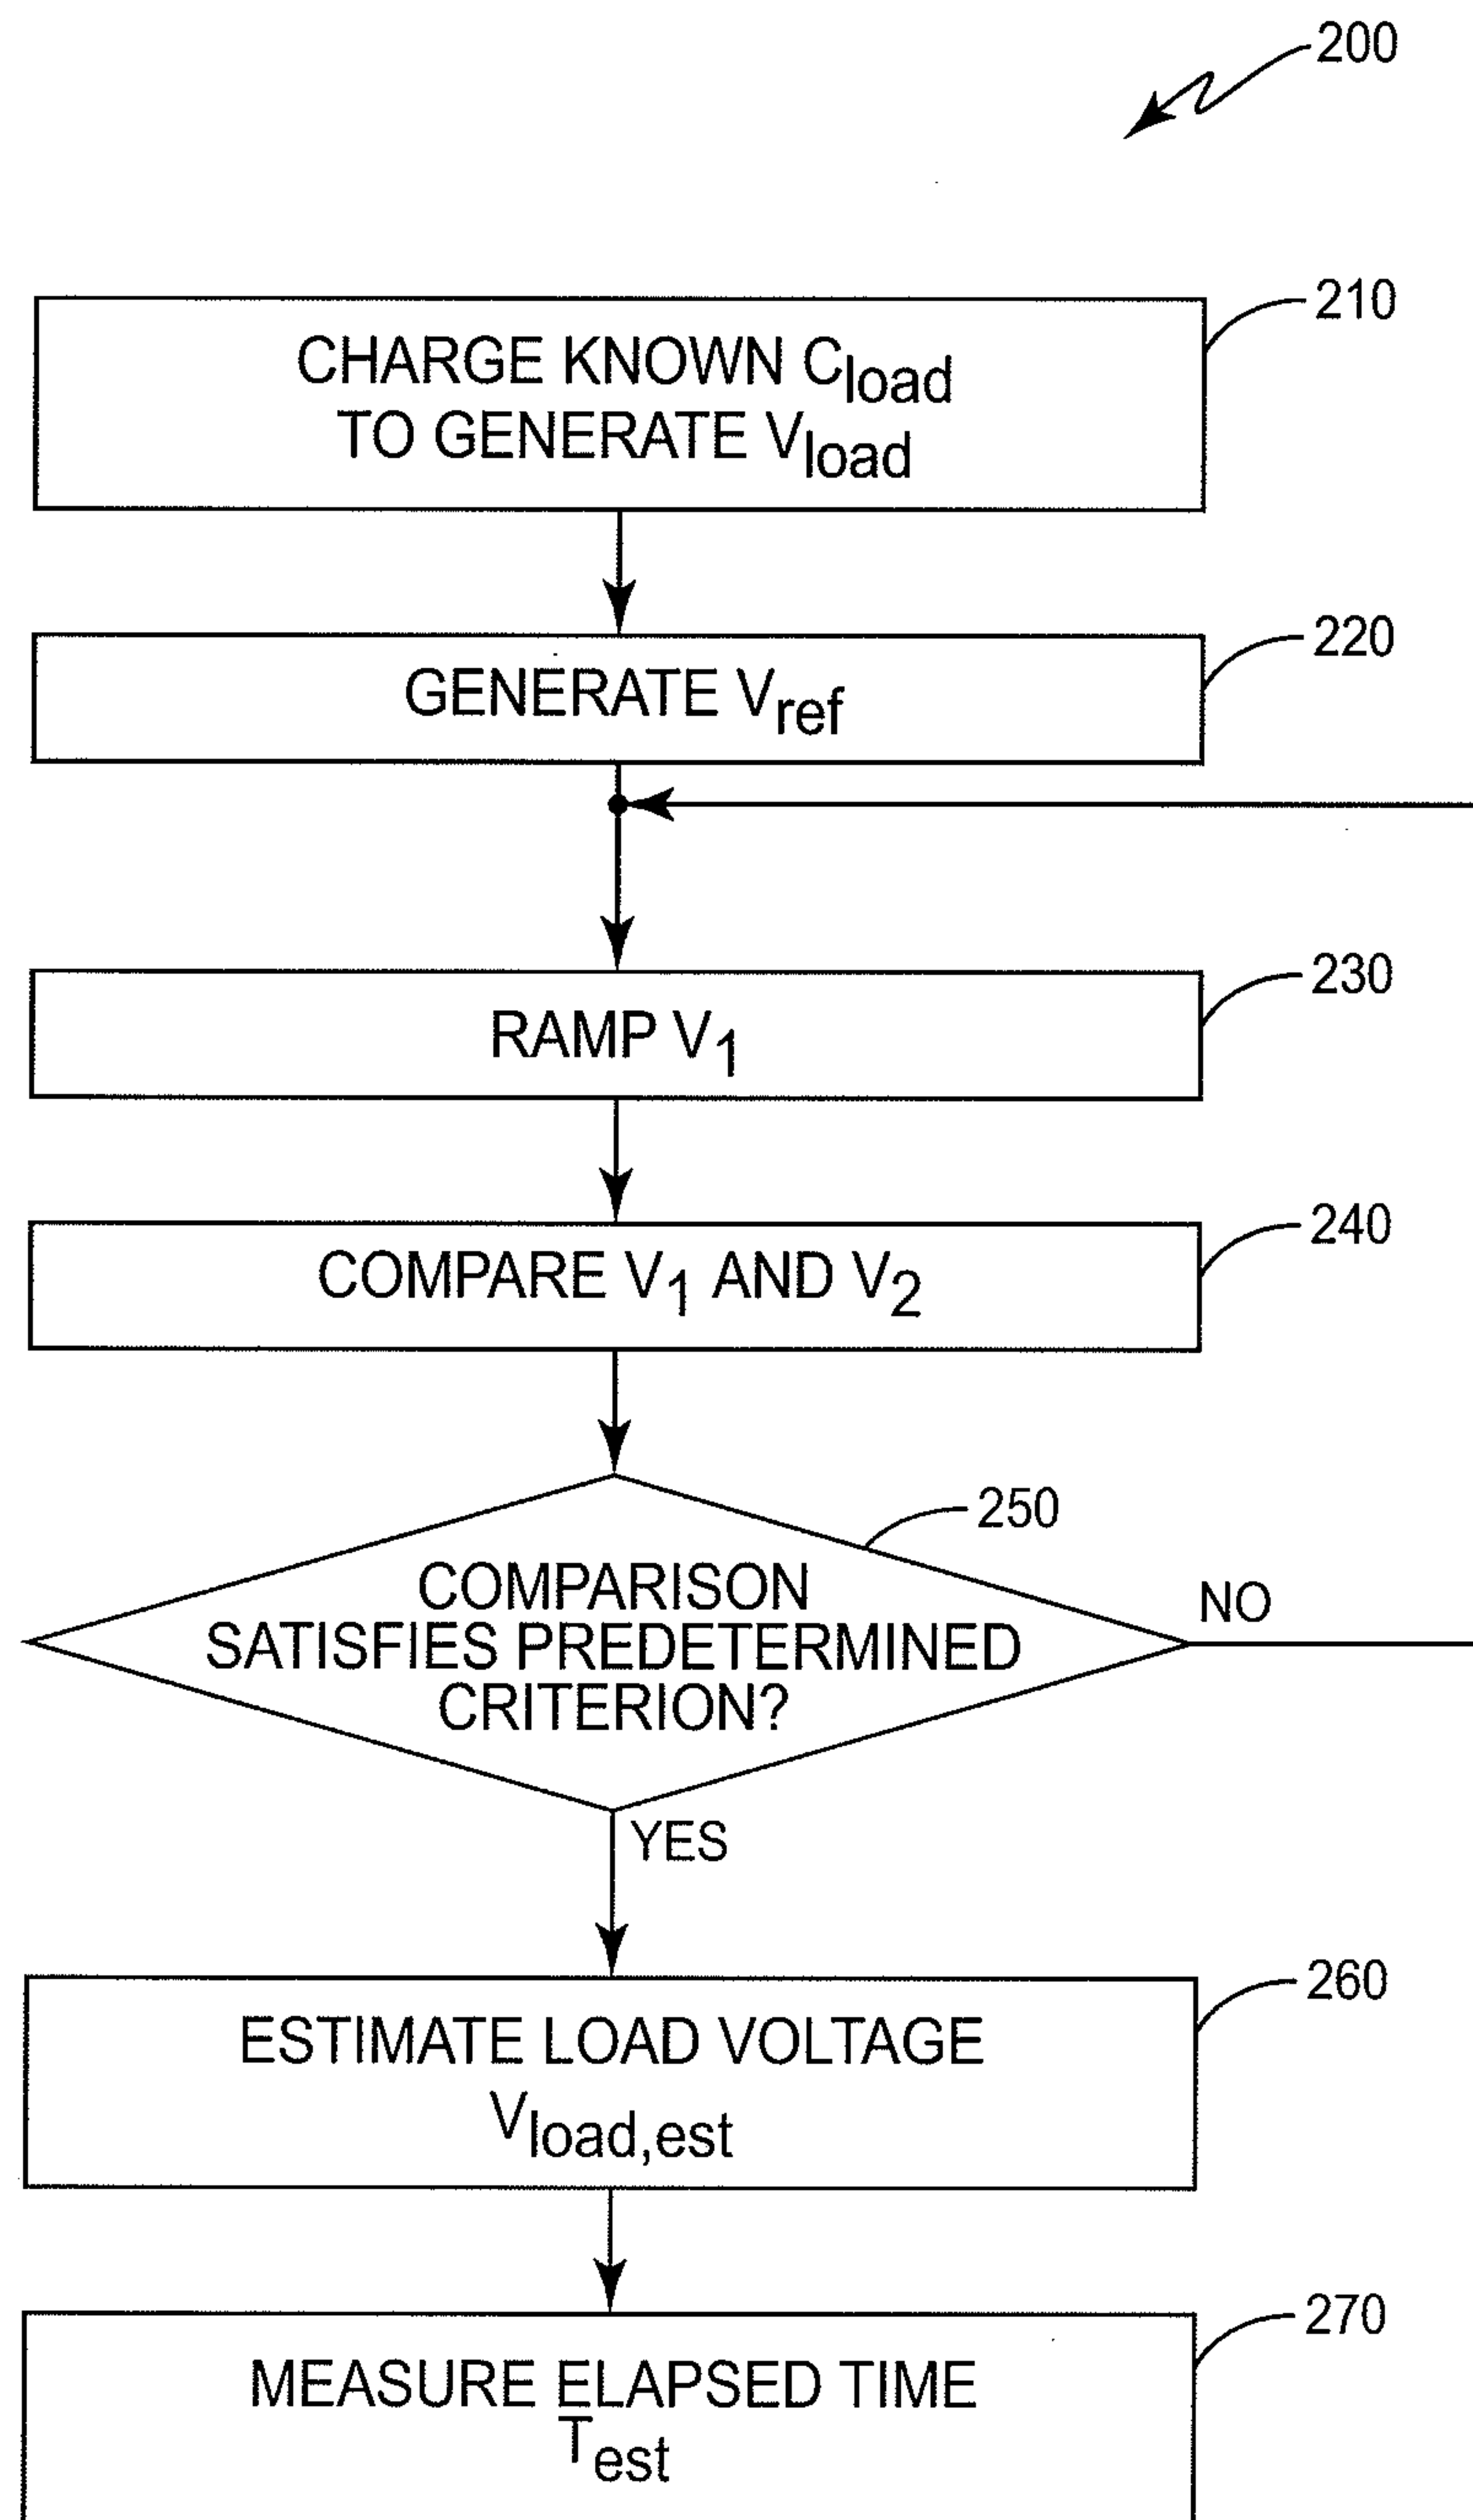 200
210
CHARGE KNOWN Cload
TO GENERATE Vload
220
GENERATE Vref
230
RAMP V1
240
COMPARE V1 AND V2
250
COMPARISON
SATISFIES PREDETERMINED
CRITERION?
NO
YES
260
ESTIMATE LOAD VOLTAGE
Vload,est
270
MEASURE ELAPSED TIME
Test